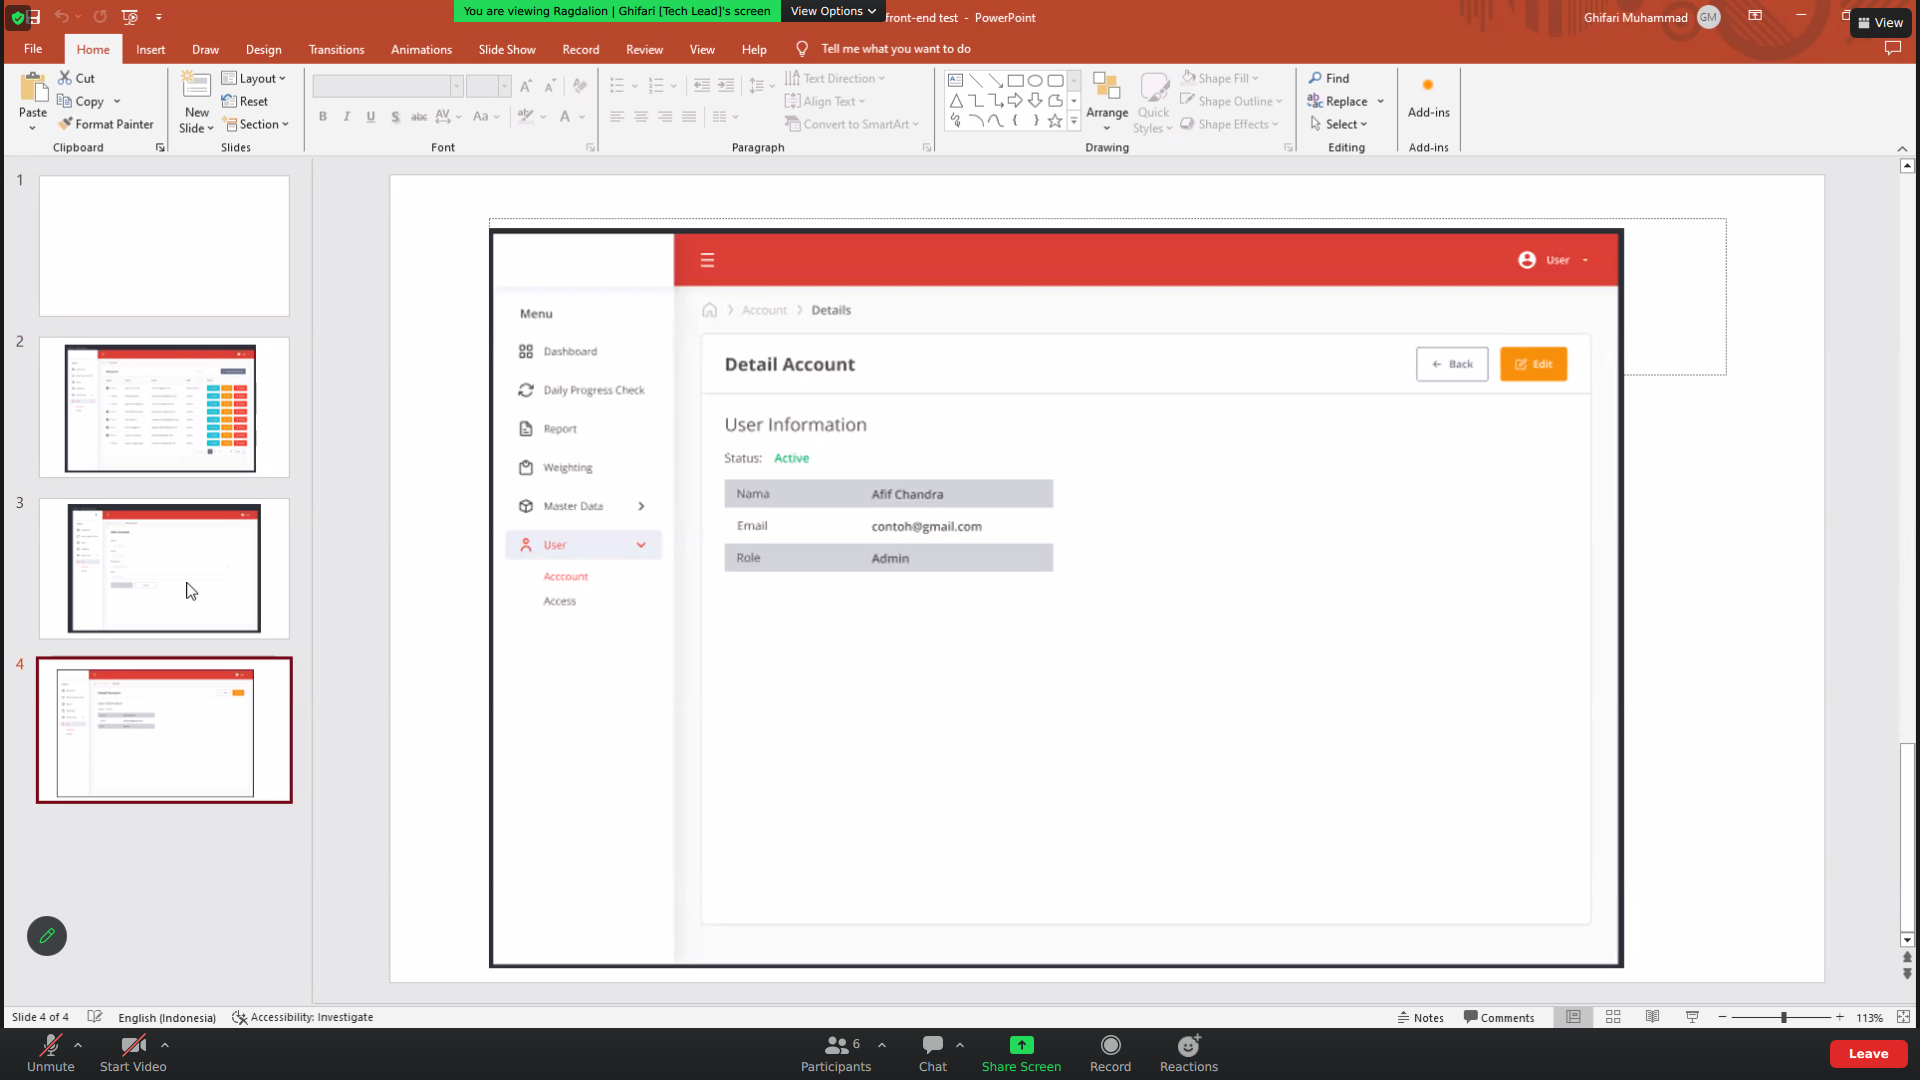 You are viewing Ragdalion | Ghifari [Tech Lead]'s screen
View Options
front-end test - PowerPoint
Ghifari Muhammad
GM
View
File
Home
Insert
Draw
Design
Transitions
Animations
Slide Show
Record
Review
View
Help
Tell me what you want to do
Paste
Cut
Copy
Format Painter
Clipboard
New
Slide
Layout
Reset
Section
Slides
B I U S abc AV Aa A
Font
Text Direction
Align Text
Convert to SmartArt
Paragraph
Arrange
Quick
Styles
Shape Fill
Shape Outline
Shape Effects
Drawing
Find
Replace
Select
Editing
Add-ins
Add-ins
1
2
3
4
User
Menu
Dashboard
Daily Progress Check
Report
Weighting
Master Data
User
Account
Access
Account
Details
Detail Account
Back
Edit
User Information
Status: Active
Nama Afif Chandra
Email contoh@gmail.com
Role Admin
Slide 4 of 4
English (Indonesia)
Accessibility: Investigate
Notes
Comments
113%
Unmute
Start Video
6
Participants
Chat
Share Screen
Record
Reactions
Leave